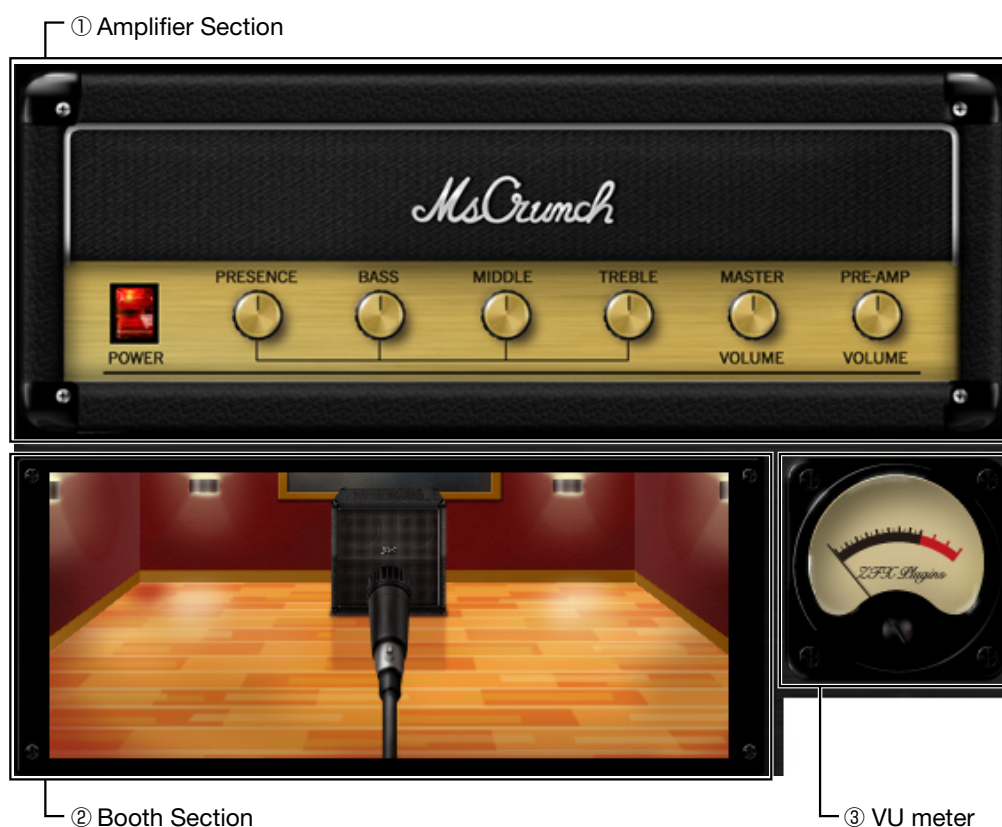 ① Amplifier Section
MsCrunch
PRESENCE BASS MIDDLE TREBLE MASTER PRE-AMP
POWER VOLUME VOLUME
ZFX Plugins
② Booth Section ③ VU meter